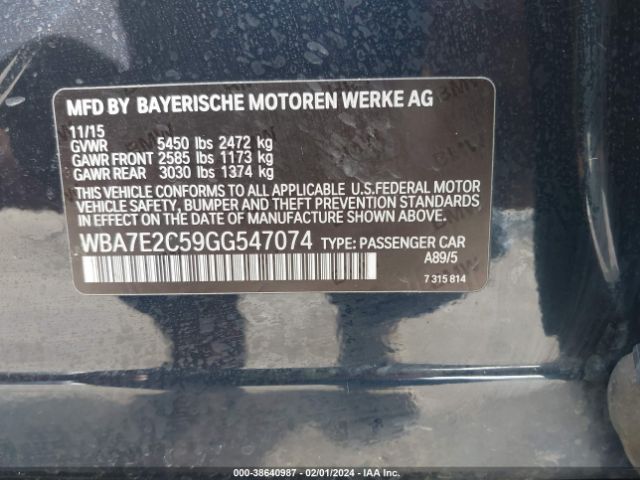 MFD BY BAYERISCHE MOTOREN WERKE AG
11/15
GVWR 5450 lbs 2472 kg
GAWR FRONT 2585 lbs 1173 kg
GAWR REAR 3030 lbs 1374 kg
THIS VEHICLE CONFORMS TO ALL APPLICABLE U.S.FEDERAL MOTOR
VEHICLE SAFETY, BUMPER AND THEFT PREVENTION STANDARDS
IN EFFECT ON THE DATE OF MANUFACTURE SHOWN ABOVE.
WBA7E2C59GG547074 TYPE: PASSENGER CAR
A89/5
7 315 814
000-38640987 - 02/01/2024 - IAA Inc.